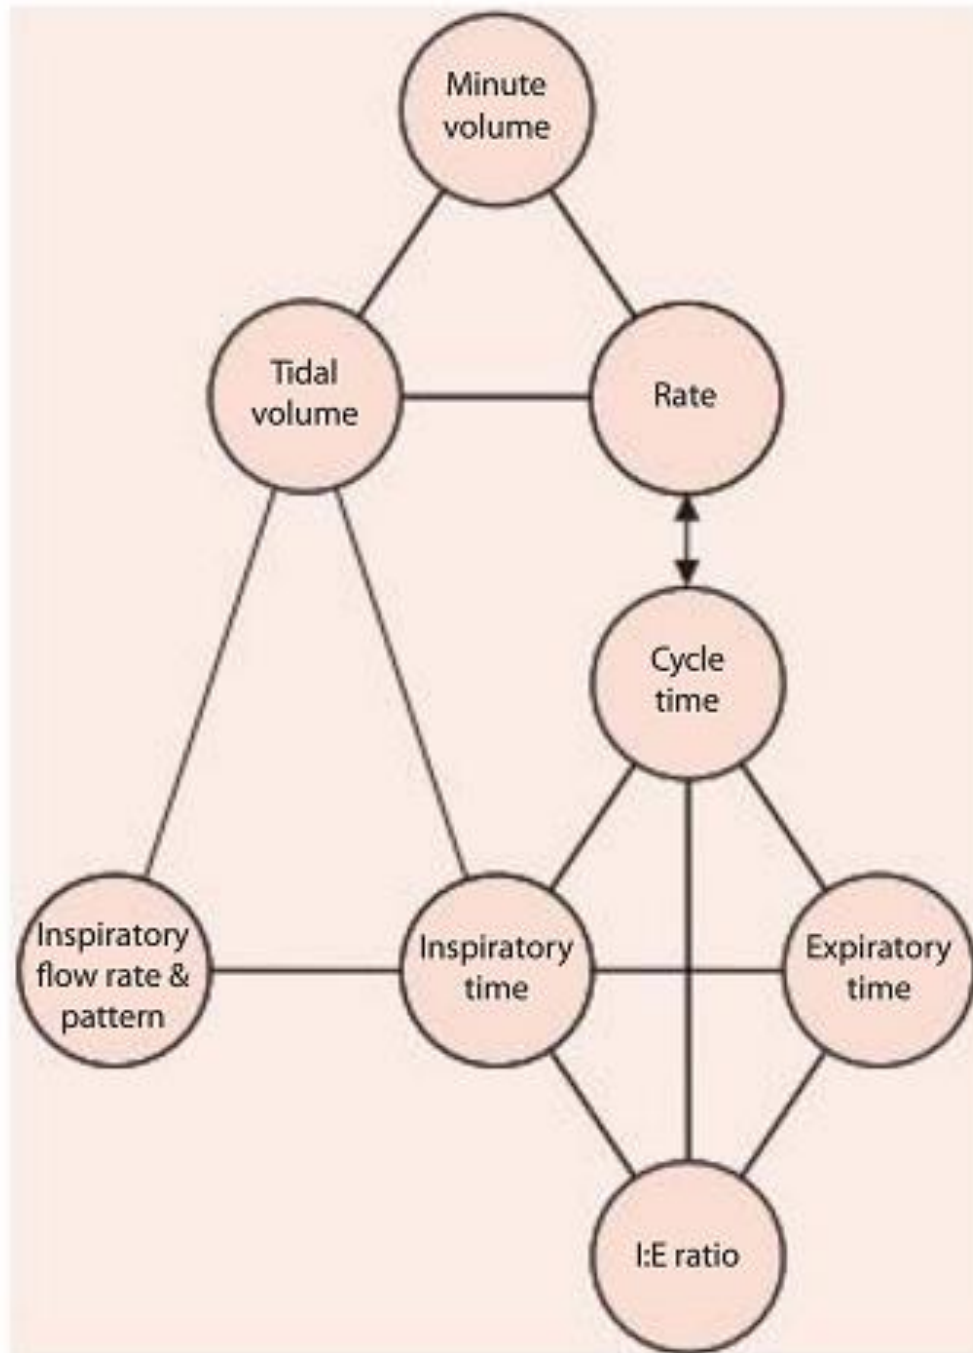 Minute
volume
Tidal
volume
Rate
Cycle
time
Inspiratory
flow rate &
pattern
Inspiratory
time
Expiratory
time
I:E ratio